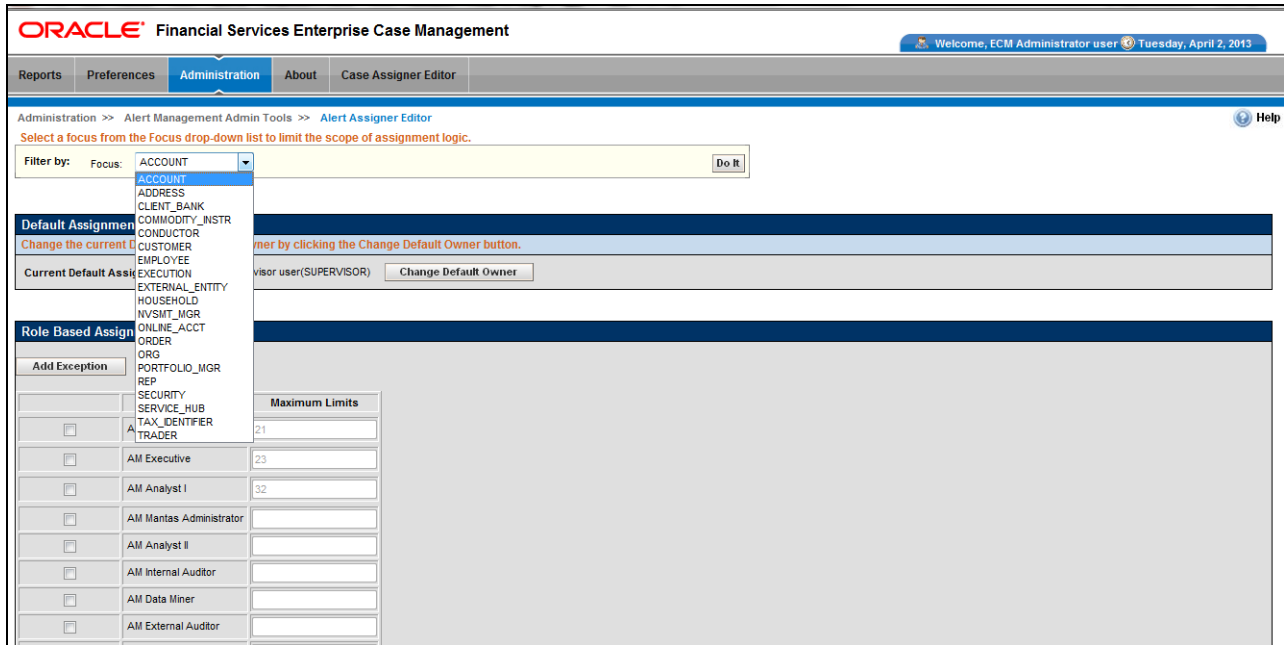 ORACLE® Financial Services Enterprise Case Management
Welcome, ECM Administrator user Tuesday, April 2, 2013
Reports Preferences Administration About Case Assigner Editor
Administration >> Alert Management Admin Tools >> Alert Assigner Editor Help
Select a focus from the Focus drop-down list to limit the scope of assignment logic.
Filter by: Focus: ACCOUNT Do It
ACCOUNT
ADDRESS
CLIENT_BANK
COMMODITY_INSTR
CONDUCTOR
CUSTOMER
EMPLOYEE
EXECUTION
EXTERNAL_ENTITY
HOUSEHOLD
NVSMT_MGR
ONLINE_ACCT
ORDER
ORG
PORTFOLIO_MGR
REP
SECURITY
SERVICE_HUB
TAX_IDENTIFIER
TRADER
Default Assignmen
Change the current D ner by clicking the Change Default Owner button.
Current Default Assig visor user(SUPERVISOR) Change Default Owner
Role Based Assign
Add Exception
Maximum Limits
A 21
AM Executive 23
AM Analyst I 32
AM Mantas Administrator
AM Analyst II
AM Internal Auditor
AM Data Miner
AM External Auditor